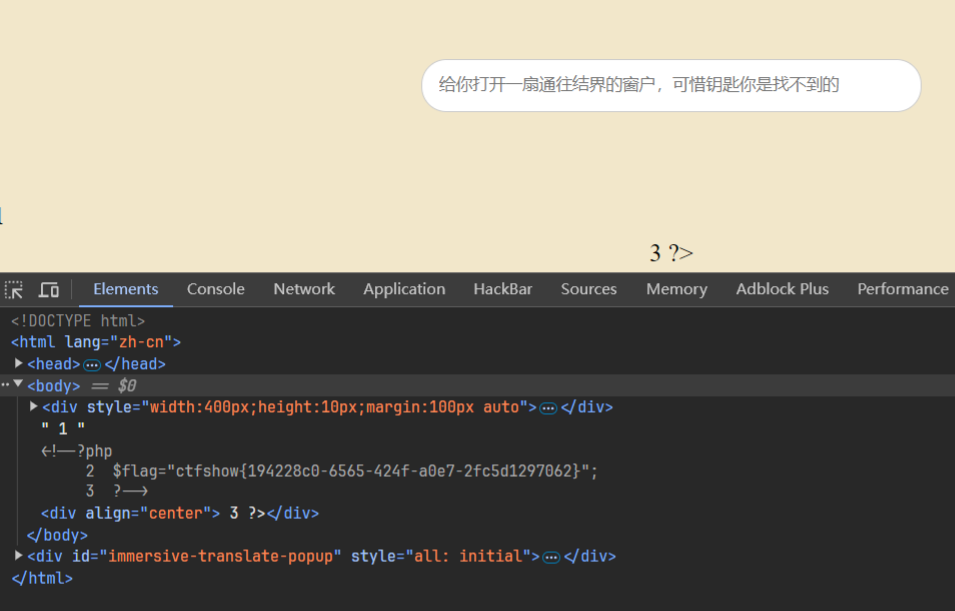 给你打开一扇通往结界的窗户，可惜钥匙你是找不到的
3 ?>
Elements Console Network Application HackBar Sources Memory Adblock Plus Performance
<!DOCTYPE html>
<html lang="zh-cn">
<head>…</head>
<body> == $0
<div style="width:400px;height:10px;margin:100px auto">…</div>
" 1 "
<!--?php
2 $flag="ctfshow{194228c0-6565-424f-a0e7-2fc5d1297062}";
3 ?-->
<div align="center"> 3 ?></div>
</body>
<div id="immersive-translate-popup" style="all: initial">…</div>
</html>